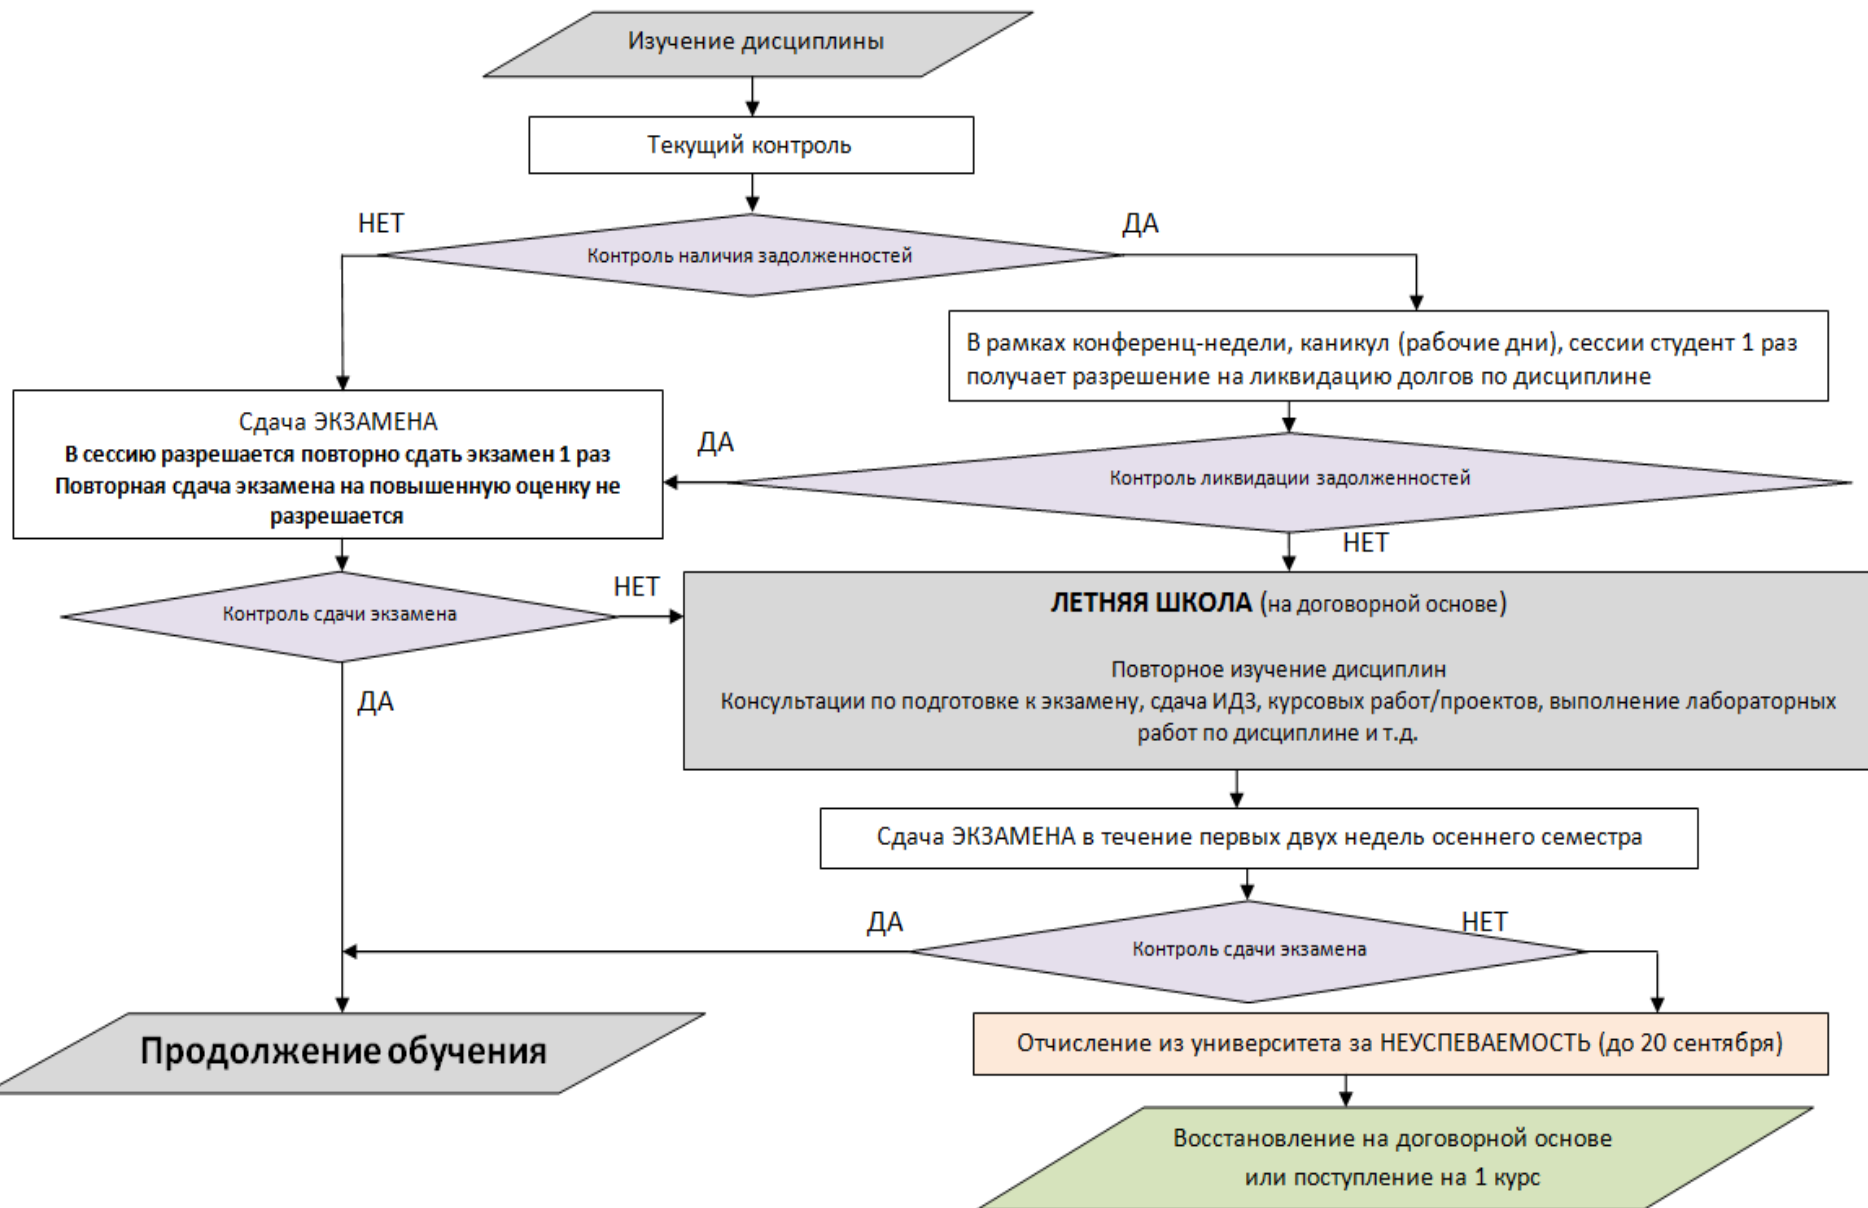 Изучение дисциплины
Текущий контроль
НЕТ
ДА
Контроль наличия задолженностей
В рамках конференц-недели, каникул (рабочие дни), сессии студент 1 раз
получает разрешение на ликвидацию долгов по дисциплине
Сдача ЭКЗАМЕНА
В сессию разрешается повторно сдать экзамен 1 раз
Повторная сдача экзамена на повышенную оценку не
разрешается
ДА
Контроль ликвидации задолженностей
НЕТ
Контроль сдачи экзамена
НЕТ
ДА
ЛЕТНЯЯ ШКОЛА (на договорной основе)
Повторное изучение дисциплин
Консультации по подготовке к экзамену, сдача ИДЗ, курсовых работ/проектов, выполнение лабораторных
работ по дисциплине и т.д.
Сдача ЭКЗАМЕНА в течение первых двух недель осеннего семестра
ДА
НЕТ
Контроль сдачи экзамена
Продолжение обучения
Отчисление из университета за НЕУСПЕВАЕМОСТЬ (до 20 сентября)
Восстановление на договорной основе
или поступление на 1 курс